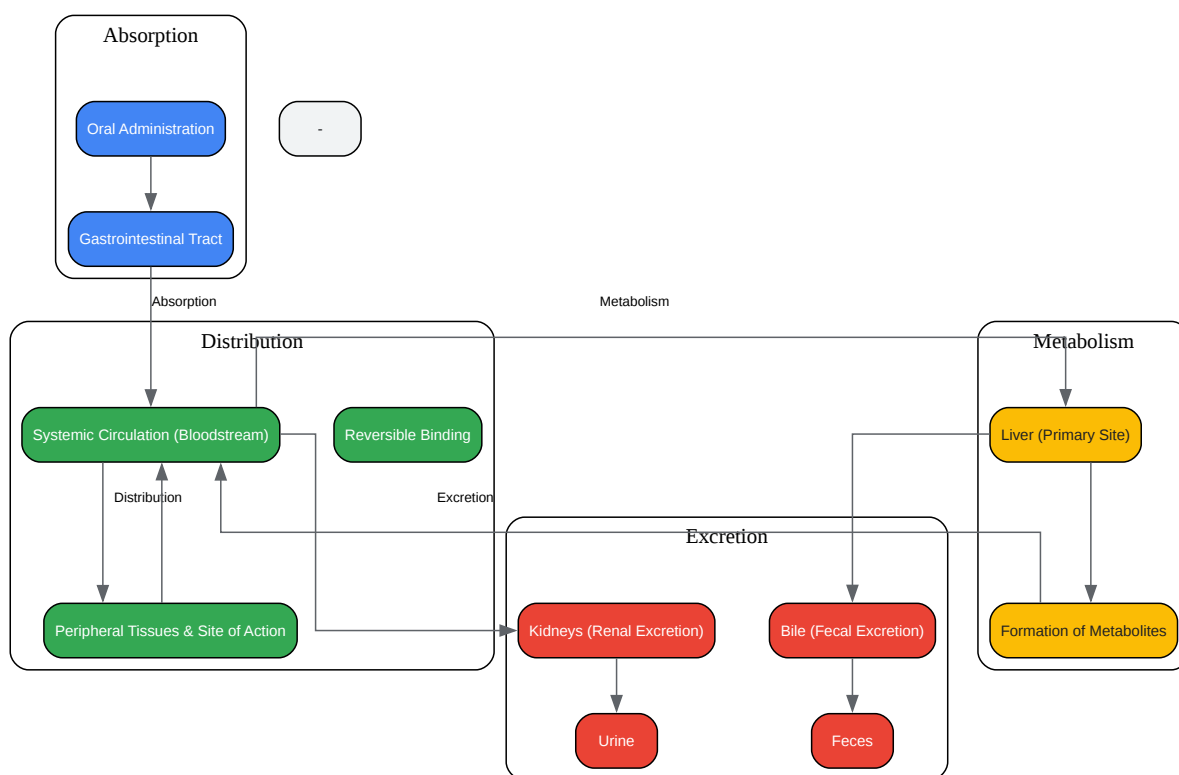 Absorption
Oral Administration
-
Gastrointestinal Tract
Absorption
Metabolism
Distribution
Metabolism
Systemic Circulation (Bloodstream)
Reversible Binding
Liver (Primary Site)
Distribution
Excretion
Excretion
Peripheral Tissues & Site of Action
Kidneys (Renal Excretion)
Bile (Fecal Excretion)
Formation of Metabolites
Urine
Feces